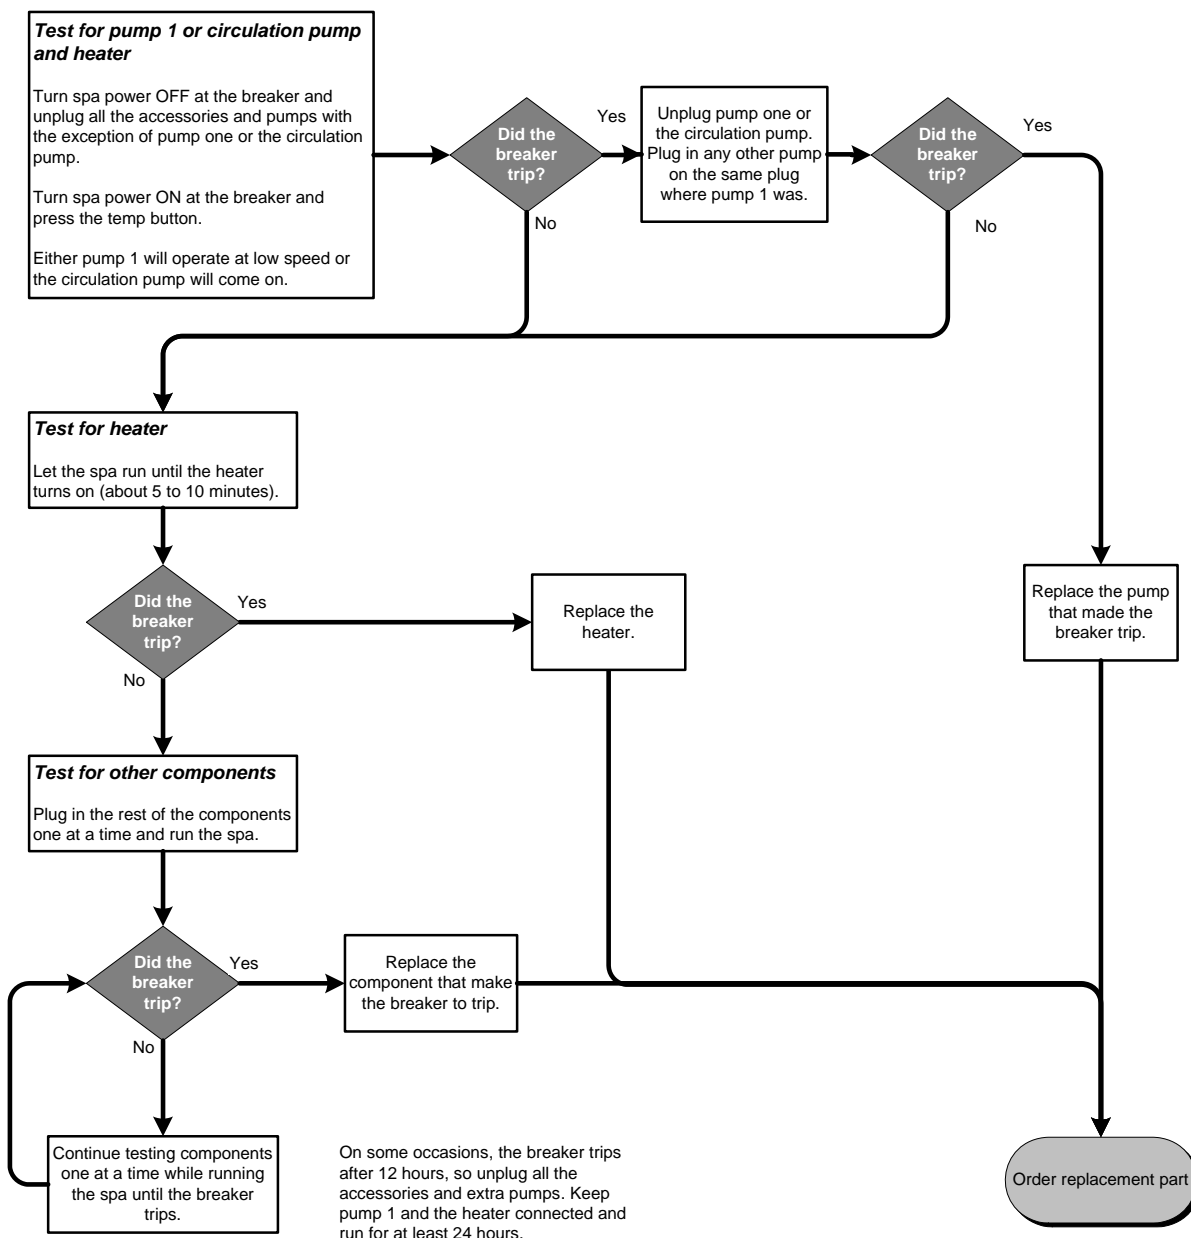 Test for pump 1 or circulation pump
and heater
Turn spa power OFF at the breaker and
unplug all the accessories and pumps with
the exception of pump one or the circulation
pump.
Turn spa power ON at the breaker and
press the temp button.
Either pump 1 will operate at low speed or
the circulation pump will come on.
Did the
breaker
trip?
Yes
No
Unplug pump one or
the circulation pump.
Plug in any other pump
on the same plug
where pump 1 was.
Did the
breaker
trip?
Yes
No
Test for heater
Let the spa run until the heater
turns on (about 5 to 10 minutes).
Did the
breaker
trip?
Yes
No
Replace the
heater.
Replace the pump
that made the
breaker trip.
Test for other components
Plug in the rest of the components
one at a time and run the spa.
Did the
breaker
trip?
Yes
No
Replace the
component that make
the breaker to trip.
Continue testing components
one at a time while running
the spa until the breaker
trips.
On some occasions, the breaker trips
after 12 hours, so unplug all the
accessories and extra pumps. Keep
pump 1 and the heater connected and
run for at least 24 hours.
Order replacement part